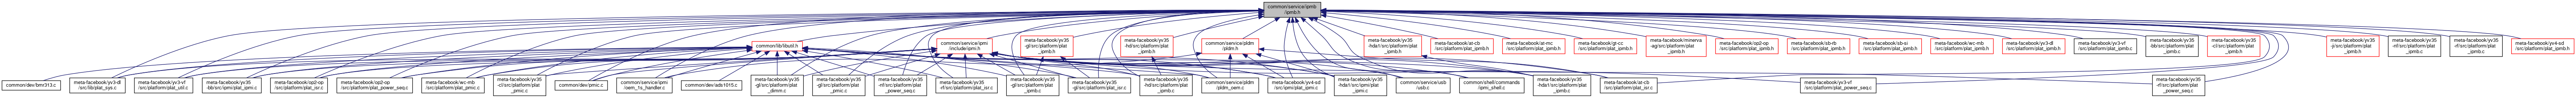 common/service/ipmb
/ipmb.h
common/lib/libutil.h
common/service/ipmi
/include/ipmi.h
meta-facebook/yv35
-gl/src/platform/plat
_ipmb.h
meta-facebook/yv35
-hd/src/platform/plat
_ipmb.h
common/service/pldm
/pldm.h
meta-facebook/yv35
-hdal/src/platform/plat
_ipmb.h
meta-facebook/at-cb
/src/platform/plat_ipmb.h
meta-facebook/at-mc
/src/platform/plat_ipmb.h
meta-facebook/gt-cc
/src/platform/plat_ipmb.h
meta-facebook/minerva
-ag/src/platform/plat
_ipmb.h
meta-facebook/op2-op
/src/platform/plat_ipmb.h
meta-facebook/sb-rb
/src/platform/plat_ipmb.h
meta-facebook/sb-si
/src/platform/plat_ipmb.h
meta-facebook/wc-mb
/src/platform/plat_ipmb.h
meta-facebook/yv3-dl
/src/platform/plat_ipmb.h
meta-facebook/yv3-vf
/src/platform/plat_ipmb.c
meta-facebook/yv35
-bb/src/platform/plat
_ipmb.c
meta-facebook/yv35
-cl/src/platform/plat
_ipmb.h
meta-facebook/yv35
-j/src/platform/plat
_ipmb.h
meta-facebook/yv35
-nf/src/platform/plat
_ipmb.c
meta-facebook/yv35
-rf/src/platform/plat
_ipmb.c
meta-facebook/yv4-sd
/src/platform/plat_ipmb.h
common/dev/bmr313.c
meta-facebook/yv3-dl
/src/lib/plat_sys.c
meta-facebook/yv3-vf
/src/platform/plat_util.c
meta-facebook/yv35
-bb/src/ipmi/plat_ipmi.c
meta-facebook/op2-op
/src/platform/plat_isr.c
meta-facebook/op2-op
/src/platform/plat_power_seq.c
meta-facebook/wc-mb
/src/platform/plat_pmic.c
meta-facebook/yv35
-cl/src/platform/plat
_pmic.c
common/dev/pmic.c
common/service/ipmi
/oem_1s_handler.c
common/dev/ads1015.c
meta-facebook/yv35
-gl/src/platform/plat
_dimm.c
meta-facebook/yv35
-gl/src/platform/plat
_pmic.c
meta-facebook/yv35
-nf/src/platform/plat
_power_seq.c
meta-facebook/yv35
-rf/src/platform/plat_isr.c
meta-facebook/yv35
-gl/src/platform/plat
_ipmb.c
meta-facebook/yv35
-gl/src/platform/plat_isr.c
meta-facebook/yv35
-hd/src/platform/plat
_ipmb.c
common/service/pldm
/pldm_oem.c
meta-facebook/yv4-sd
/src/ipmi/plat_ipmi.c
meta-facebook/yv35
-hdal/src/ipmi/plat
_ipmi.c
common/service/usb
/usb.c
common/shell/commands
/ipmi_shell.c
meta-facebook/yv35
-hdal/src/platform/plat
_ipmb.c
meta-facebook/at-cb
/src/platform/plat_isr.c
meta-facebook/yv3-vf
/src/platform/plat_power_seq.c
meta-facebook/yv35
-rf/src/platform/plat
_power_seq.c